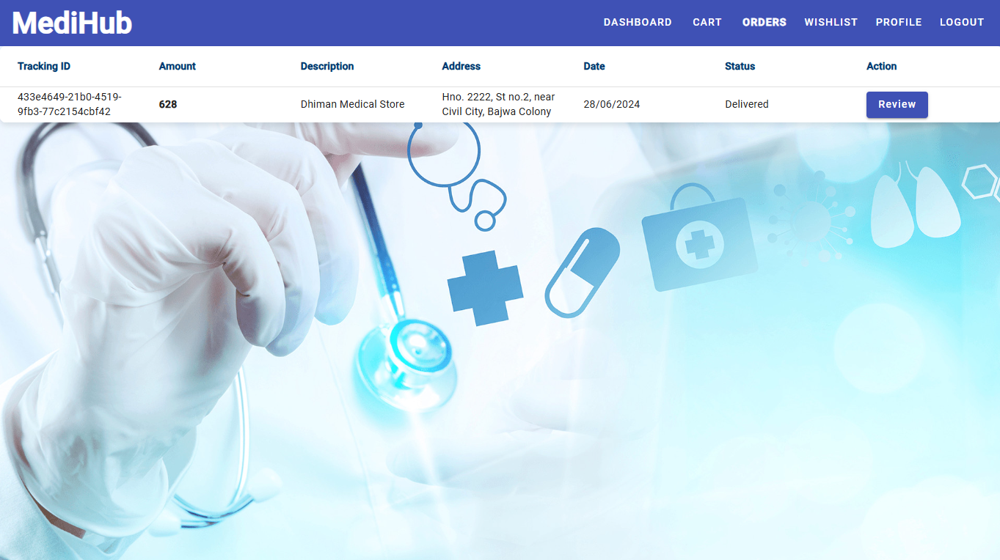 MediHub
DASHBOARD CART ORDERS WISHLIST PROFILE LOGOUT
Tracking ID Amount Description Address Date Status Action
433e4649-21b0-4519-
9fb3-77c2154cbf42
628
Dhiman Medical Store
Hno. 2222, St no.2, near
Civil City, Bajwa Colony
28/06/2024
Delivered
Review